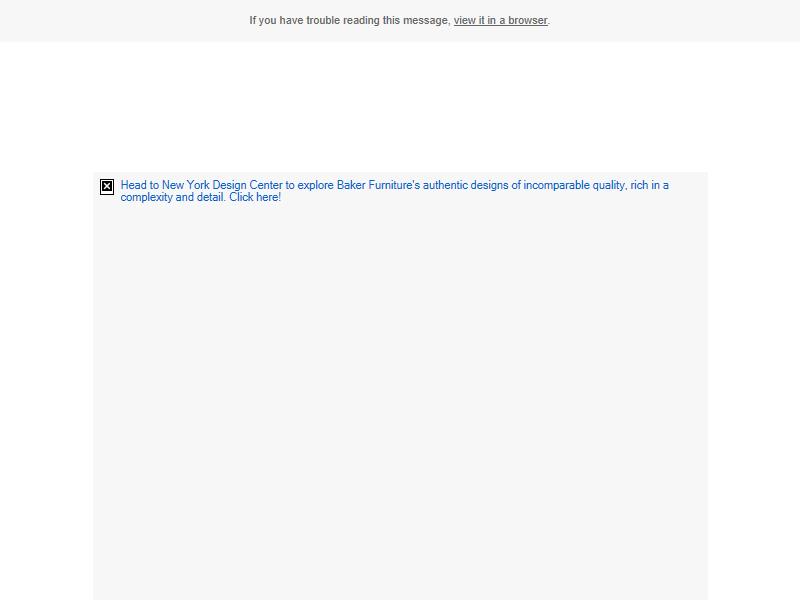 If you have trouble reading this message, view it in a browser.
Head to New York Design Center to explore Baker Furniture's authentic designs of incomparable quality, rich in a
complexity and detail. Click here!